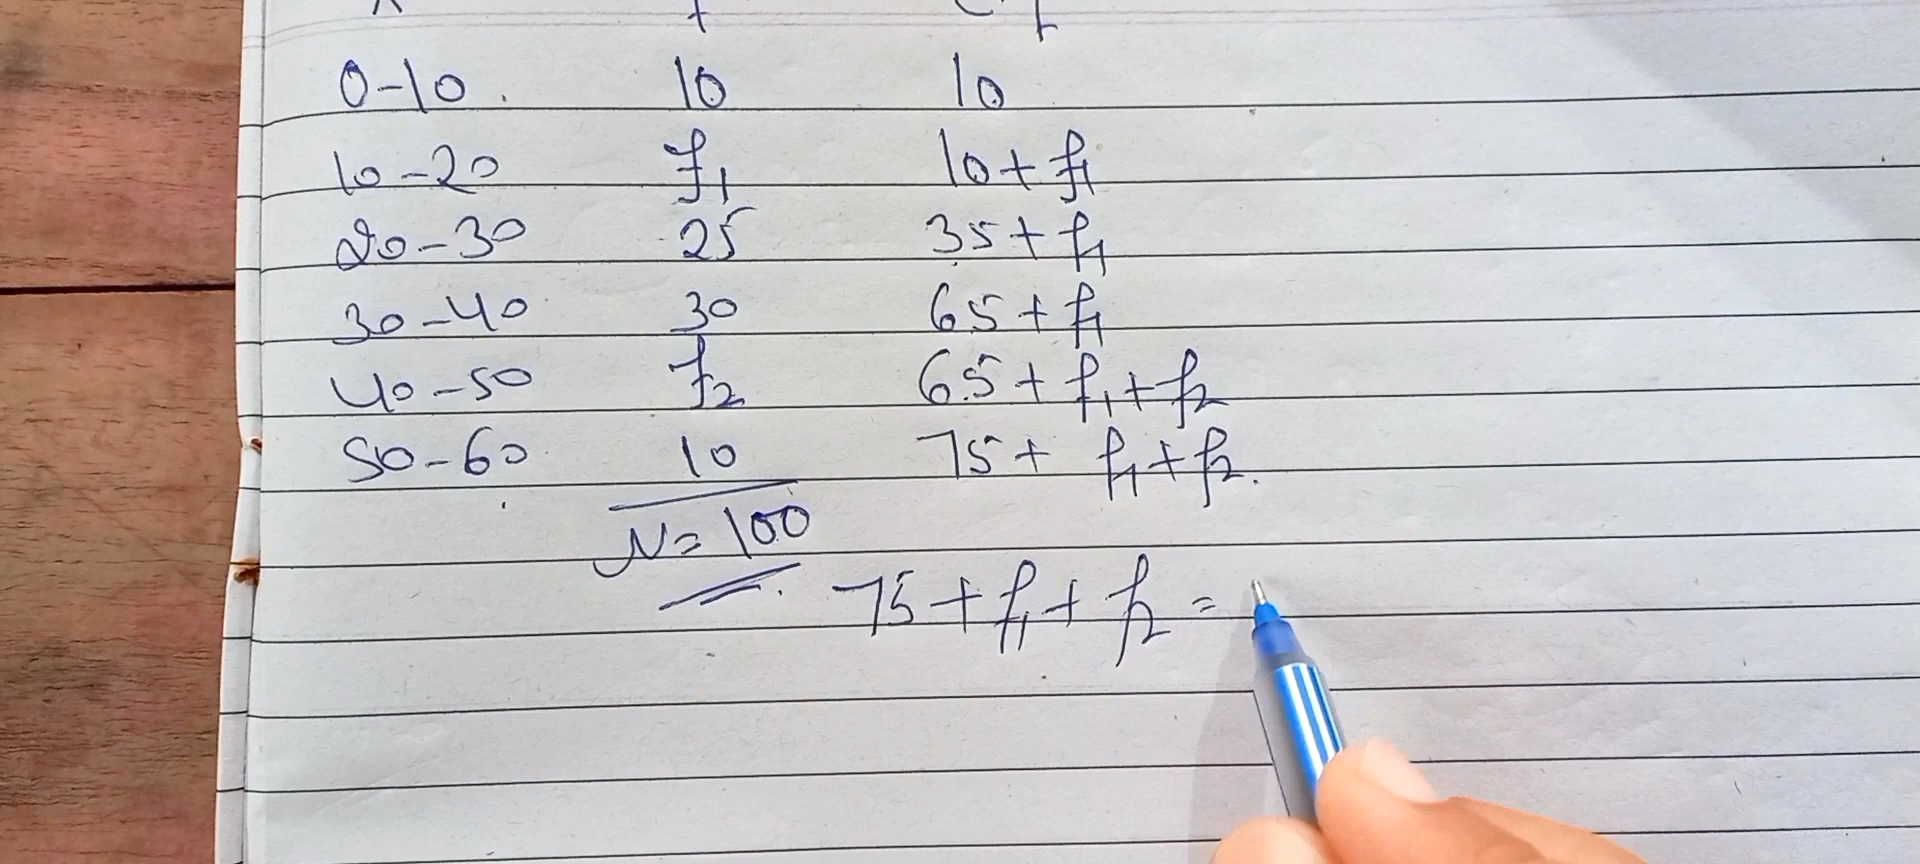 0-10 10 10
10-20 f1 10+f1
20-30 25 35+f1
30-40 30 65+f1
40-50 f2 65+f1+f2
50-60 10 75+ f1+f2.
N=100
75+f1+f2=